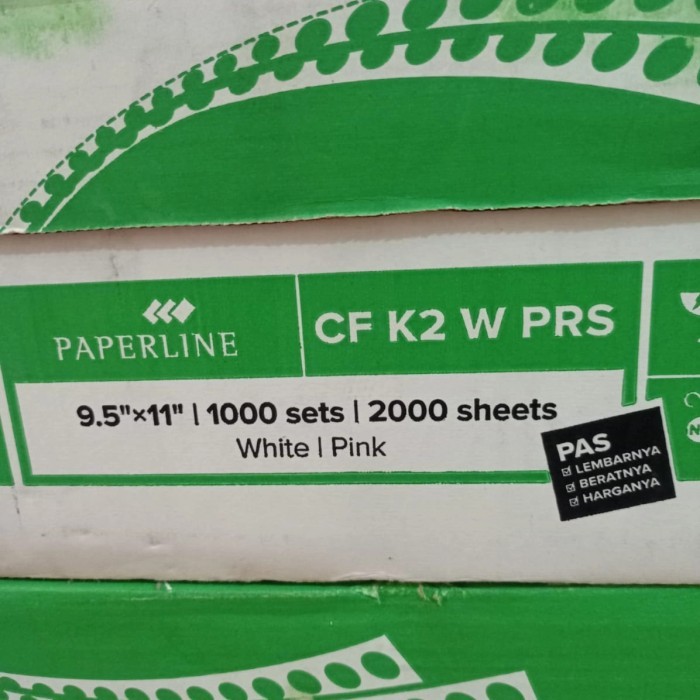 PAPERLINE
CF K2 W PRS
9.5"×11" | 1000 sets | 2000 sheets
White | Pink
PAS
☑ LEMBARNYA
☑ BERATNYA
☑ HARGANYA